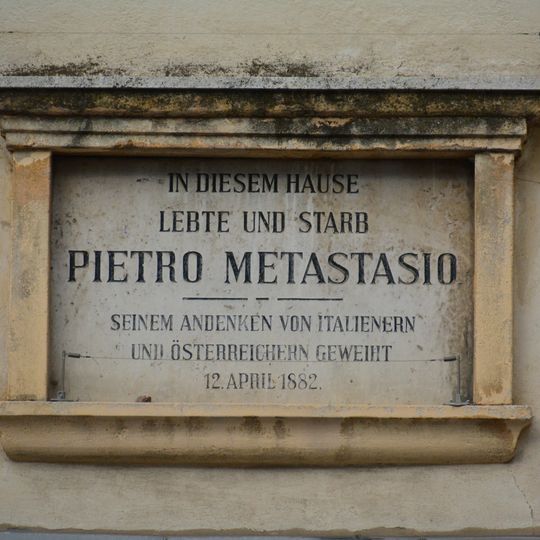 IN DIESEM HAUSE
LEBTE UND STARB
PIETRO METASTASIO
SEINEM ANDENKEN VON ITALIENERN
UND ÖSTERREICHERN GEWEIHT
12. APRIL 1882.